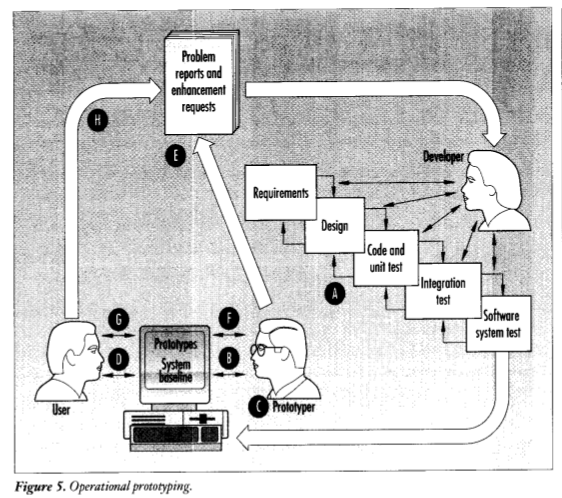 Problem
reports and
enhancement
requests
H
E
Developer
Requirements
Design
Code and
unit test
A
Integration
test
Software
system test
G
F
Prototypes
D
B
System
baseline
User
C
Prototyper
Figure 5. Operational prototyping.